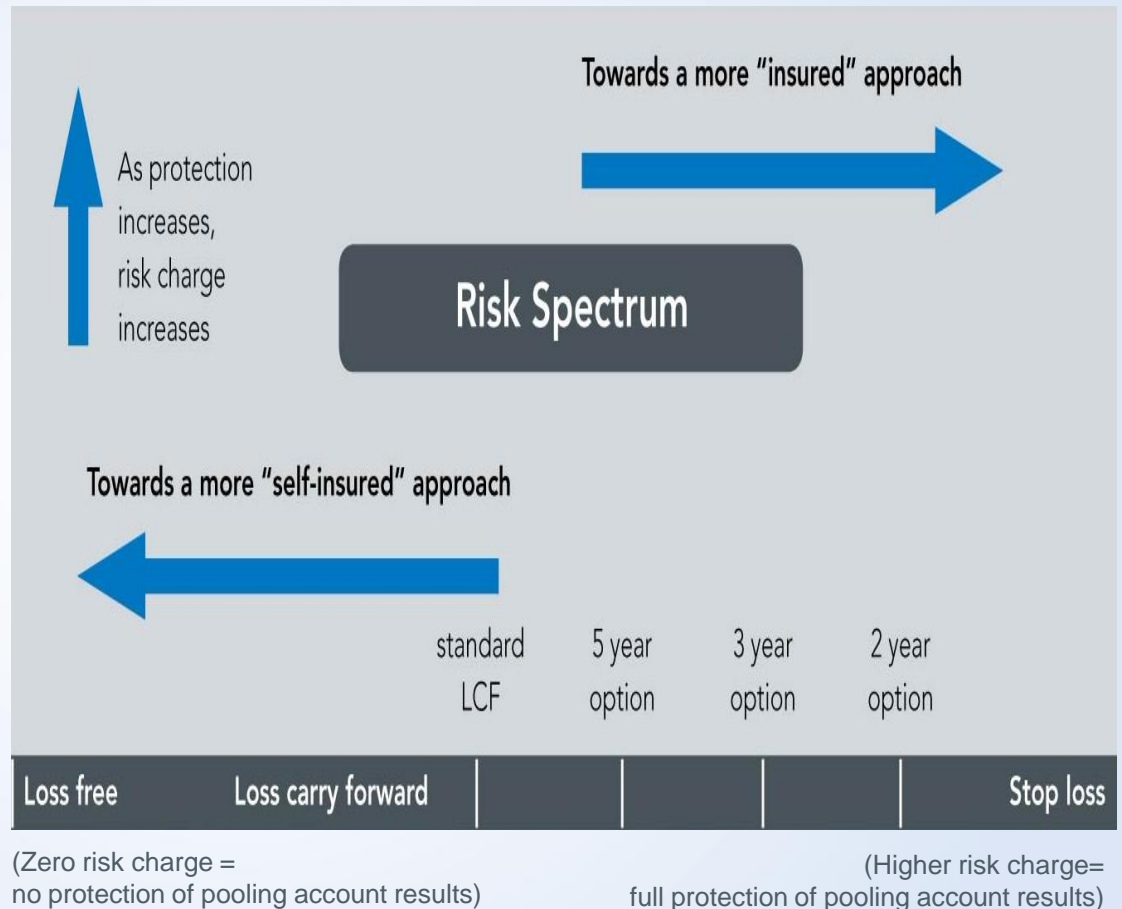 Towards a more "insured" approach
As protection
increases,
risk charge
increases
Risk Spectrum
Towards a more "self-insured" approach
standard
LCF
5 year
option
3 year
option
2 year
option
Loss free
Loss carry forward
Stop loss
(Zero risk charge =
no protection of pooling account results)
(Higher risk charge=
full protection of pooling account results)